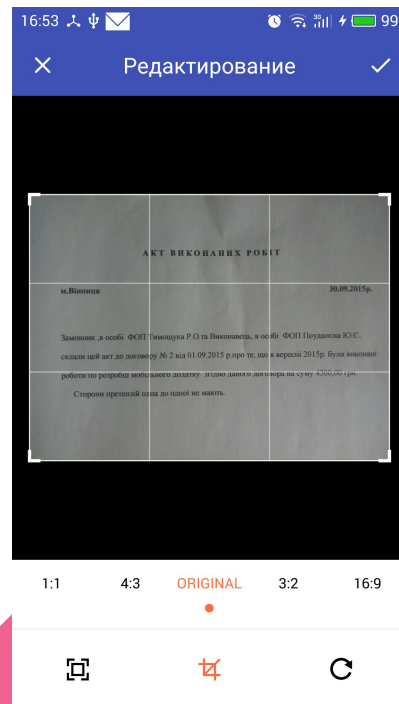 16:53 99
Редактирование
АКТ ВИКОНАНИХ РОБІТ
м.Вінниця 30.09.2015р.
Замовник ,в особі ФОП Тимощука Р.О.та Виконавець, в особі ФОП Поудансна Ю.Є.
склали цей акт до договору № 2 від 01.09.2015 р.про те, що в вересні 2015р. були виконані
роботи по розробці мобільного додатку згідно даного договора на суму 4300,00 грн.
Сторони претензій одна до одної не мають.
1:1 4:3 ORIGINAL 3:2 16:9